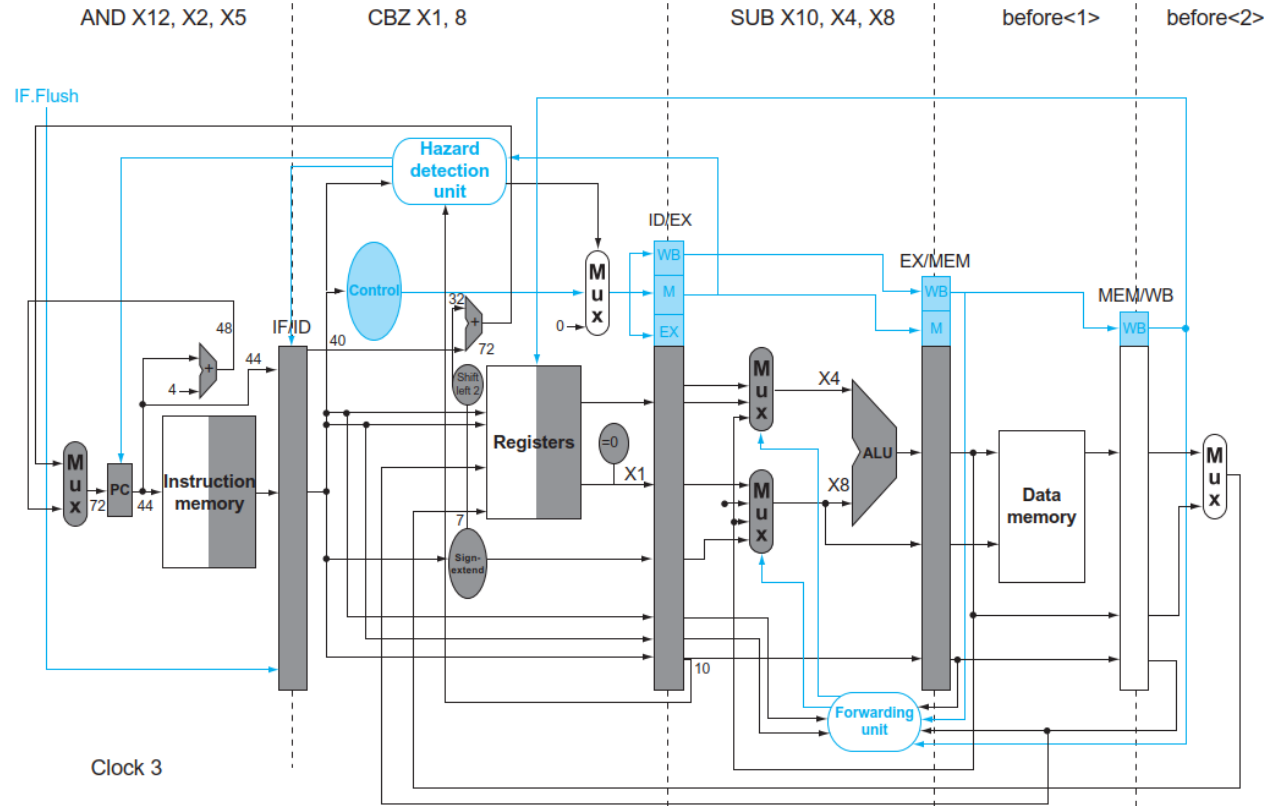 AND X12, X2, X5
CBZ X1, 8
SUB X10, X4, X8
before<1>
before<2>
IF.Flush
Hazard
detection
unit
ID/EX
WB
M
EX
Control
0
M
u
x
EX/MEM
WB
M
MEM/WB
WB
48
IF/ID
32
+
72
40
44
+
4
Shift
left 2
M
u
x
X4
Registers
=0
X1
ALU
M
u
x
72
PC
44
Instruction
memory
M
u
x
X8
Data
memory
M
u
x
7
Sign-
extend
10
Forwarding
unit
Clock 3